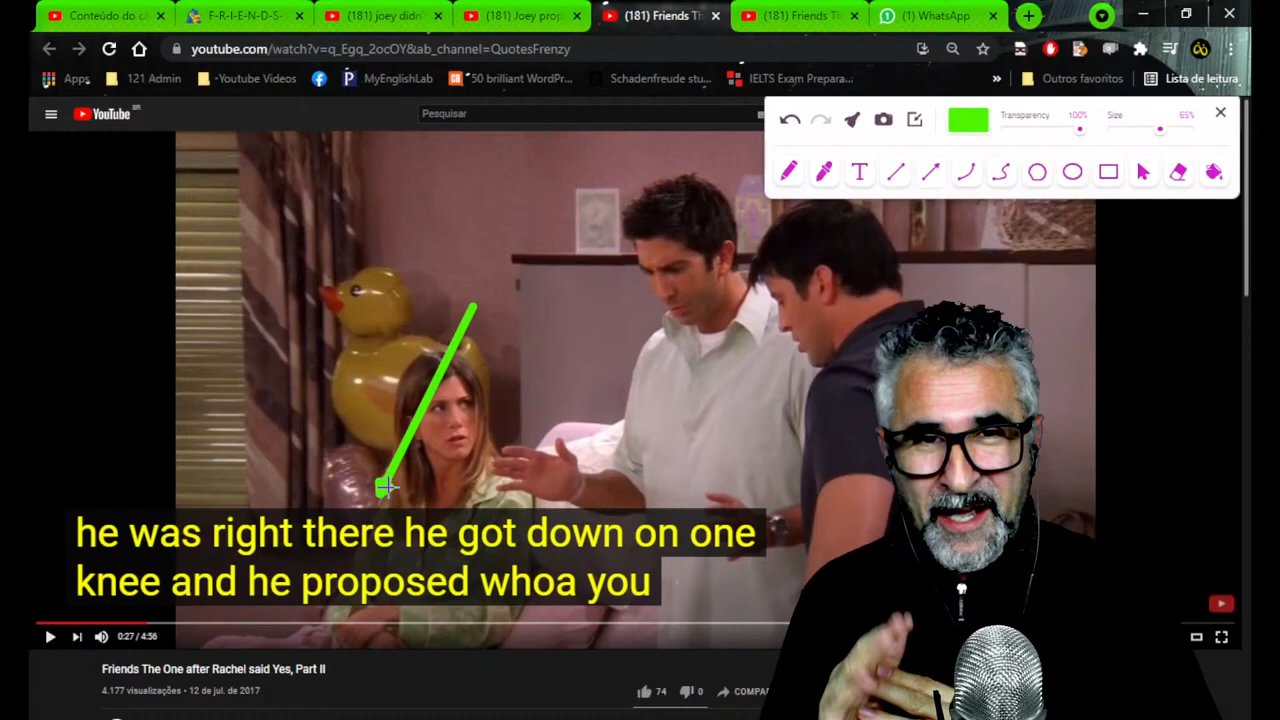 Conteúdo do ca
F-R-I-E-N-D-S-
(181) joey didn'
(181) Joey prop
(181) Friends T
(181) Friends T
(1) WhatsApp
youtube.com/watch?v=q_Egq_2ocOY&ab_channel=QuotesFrenzy
Apps
121 Admin
-Youtube Videos
MyEnglishLab
50 brilliant WordPr...
Schadenfreude stu...
IELTS Exam Prepara...
»
Outros favoritos
Lista de leitura
YouTube BR
Pesquisar
Transparency 100%
Size 65%
T
he was right there he got down on one
knee and he proposed whoa you
0:27 / 4:56
Friends The One after Rachel said Yes, Part II
4.177 visualizações • 12 de jul. de 2017
74
0
COMPAR